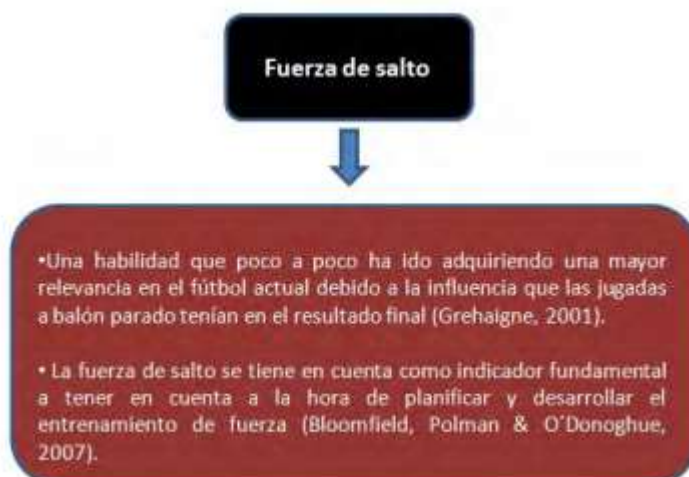 Fuerza de salto
•Una habilidad que poco a poco ha ido adquiriendo una mayor
relevancia en el fútbol actual debido a la influencia que las jugadas
a balón parado tenían en el resultado final (Grehaigne, 2001).
• La fuerza de salto se tiene en cuenta como indicador fundamental
a tener en cuenta a la hora de planificar y desarrollar el
entrenamiento de fuerza (Bloomfield, Polman & O´Donoghue,
2007).